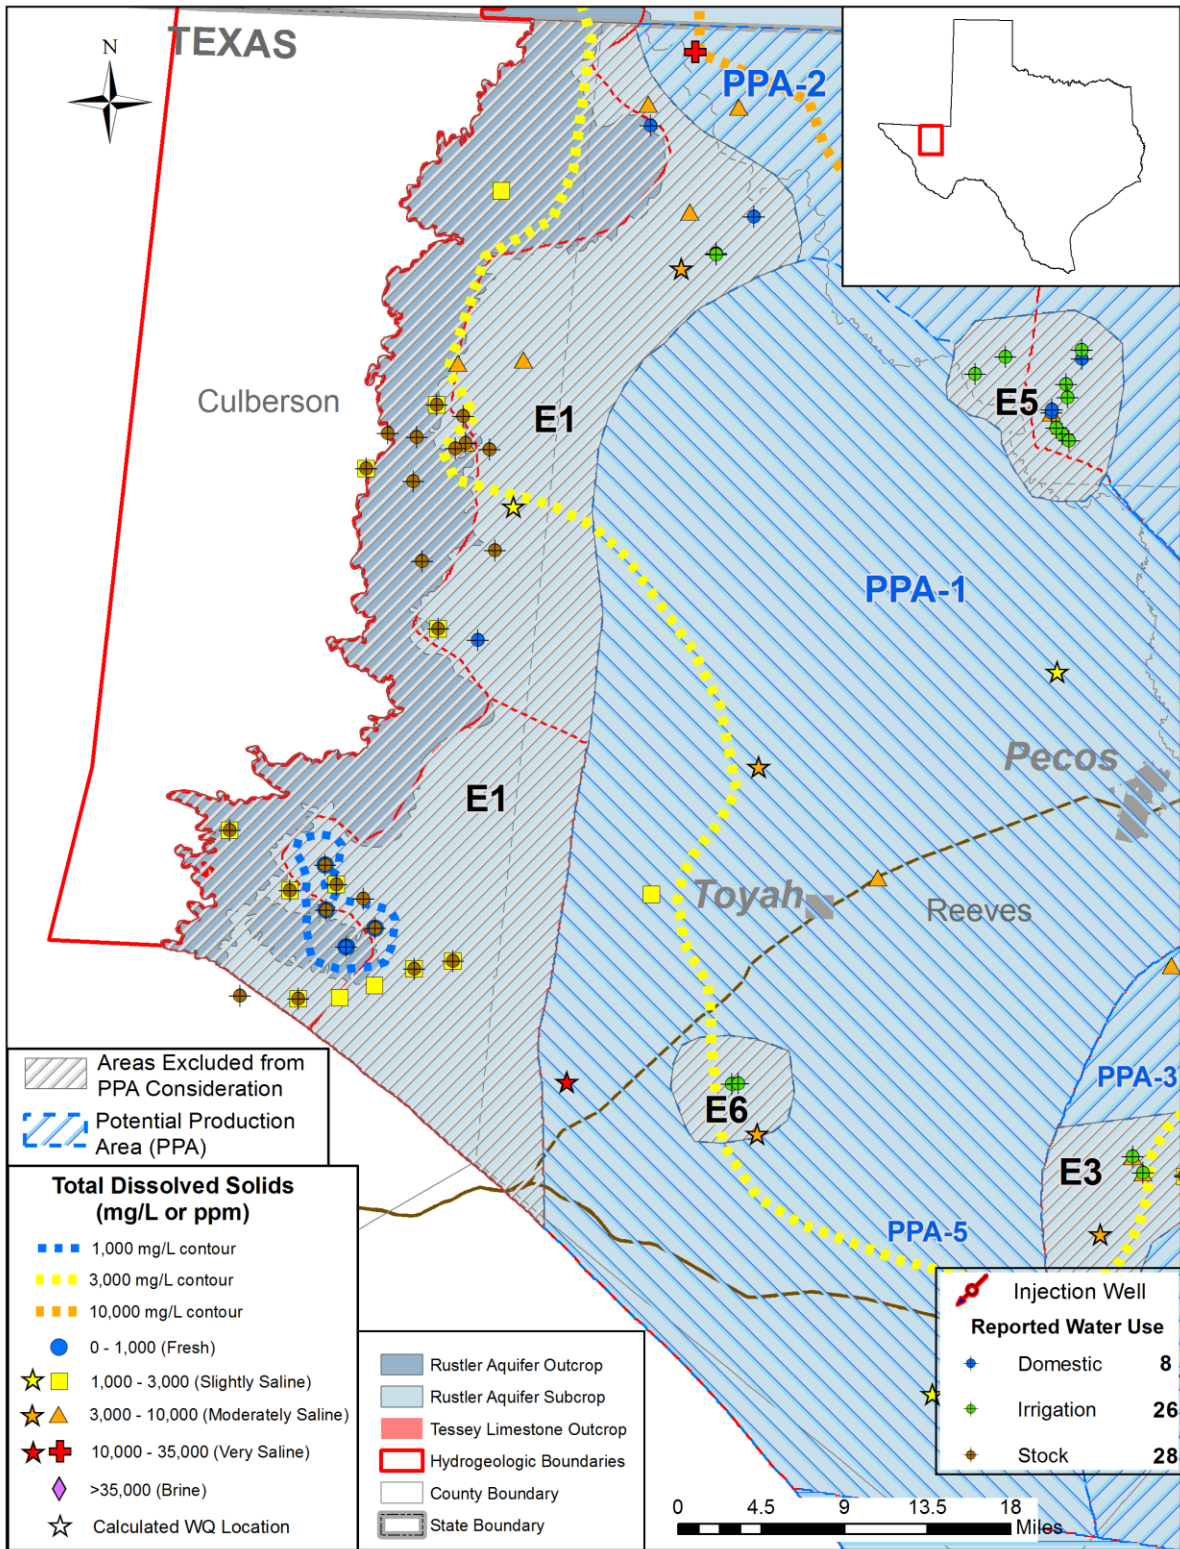 TEXAS
N
PPA-2
Culberson
E1
E5
PPA-1
Pecos
E1
Toyah
Reeves
PPA-3
E6
E3
PPA-5
Areas Excluded from
PPA Consideration
Potential Production
Area (PPA)
Total Dissolved Solids
(mg/L or ppm)
1,000 mg/L contour
3,000 mg/L contour
10,000 mg/L contour
0 - 1,000 (Fresh)
1,000 - 3,000 (Slightly Saline)
3,000 - 10,000 (Moderately Saline)
10,000 - 35,000 (Very Saline)
>35,000 (Brine)
Calculated WQ Location
Rustler Aquifer Outcrop
Rustler Aquifer Subcrop
Tessey Limestone Outcrop
Hydrogeologic Boundaries
County Boundary
State Boundary
Injection Well
Reported Water Use
Domestic 8
Irrigation 26
Stock 28
0 4.5 9 13.5 18
Miles